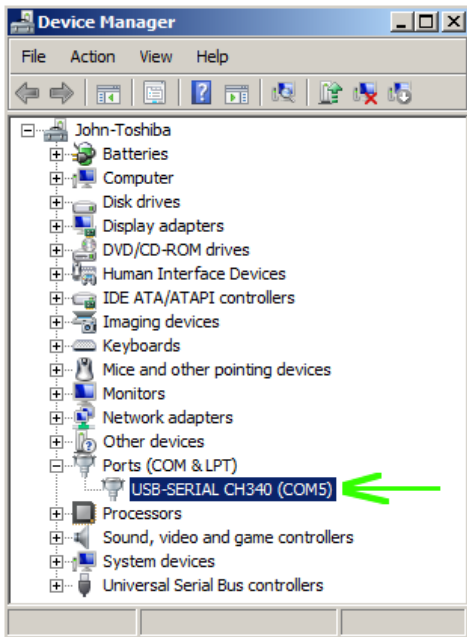 Device Manager
File Action View Help
John-Toshiba
Batteries
Computer
Disk drives
Display adapters
DVD/CD-ROM drives
Human Interface Devices
IDE ATA/ATAPI controllers
Imaging devices
Keyboards
Mice and other pointing devices
Monitors
Network adapters
Other devices
Ports (COM & LPT)
USB-SERIAL CH340 (COM5)
Processors
Sound, video and game controllers
System devices
Universal Serial Bus controllers